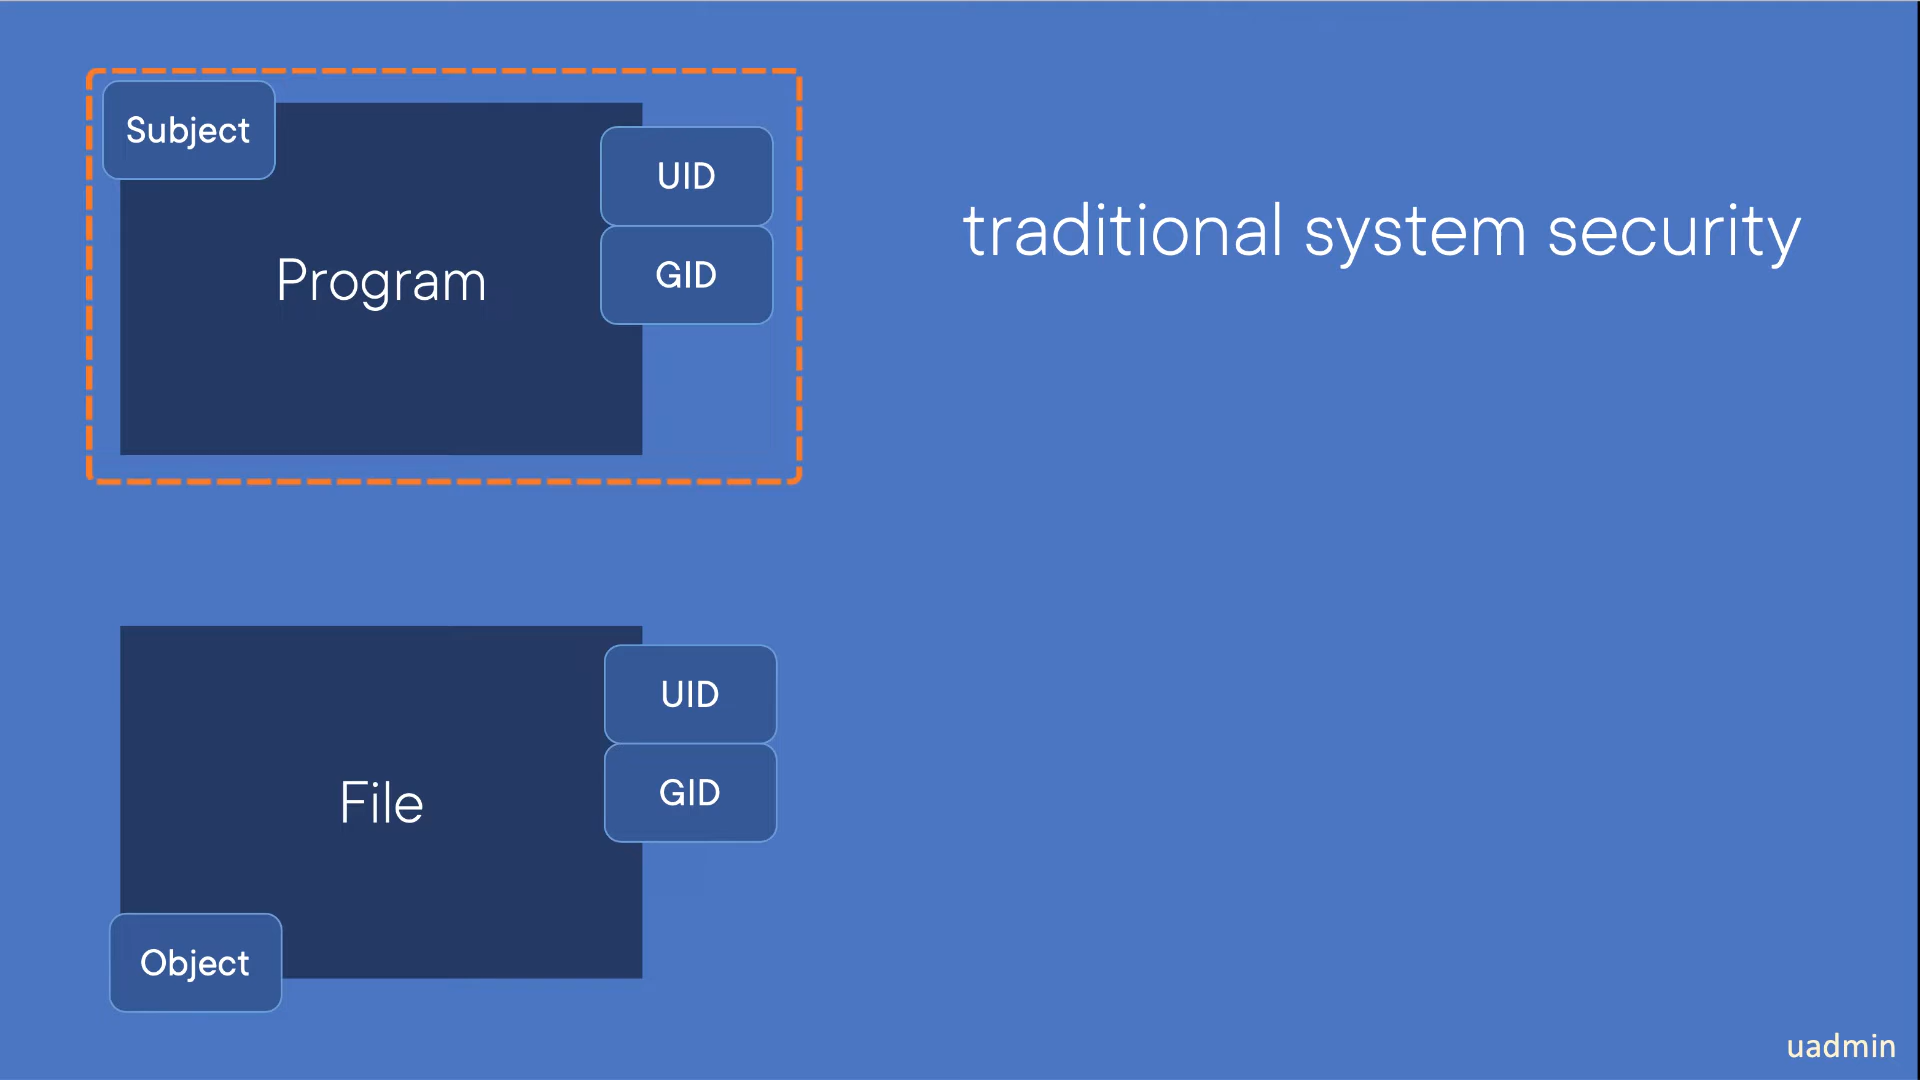 Subject
Program
UID
GID
traditional system security
File
UID
GID
Object
uadmin